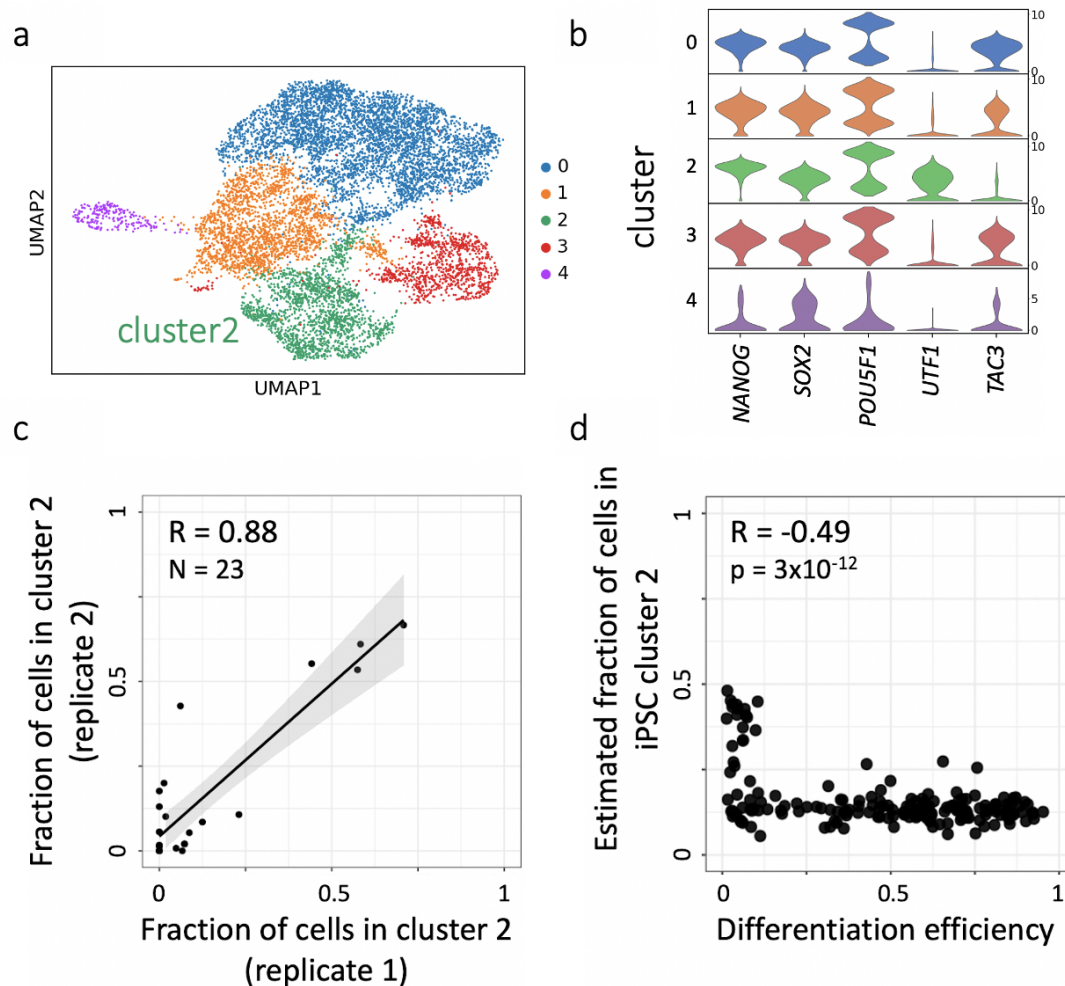 a
UMAP2
UMAP1
cluster2
0
1
2
3
4
b
cluster
0
1
2
3
4
10
0
10
0
10
0
10
0
5
0
NANOG
SOX2
POU5F1
UTF1
TAC3
c
Fraction of cells in cluster 2
(replicate 2)
1
0.5
0
R = 0.88
N = 23
0
0.5
1
Fraction of cells in cluster 2
(replicate 1)
d
Estimated fraction of cells in
iPSC cluster 2
1
0.5
0
R = -0.49
p = 3x10⁻¹²
0
0.5
1
Differentiation efficiency